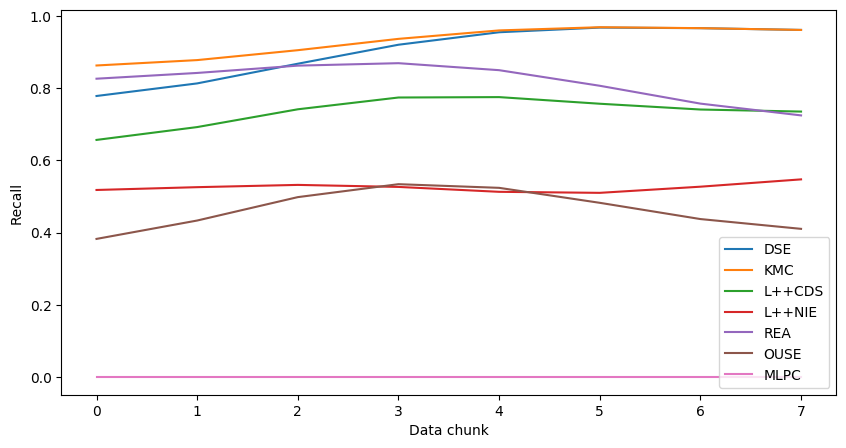 1.0
0.8
0.6
0.4
0.2
0.0
Recall
0 1 2 3 4 5 6 7
Data chunk
DSE
KMC
L++CDS
L++NIE
REA
OUSE
MLPC